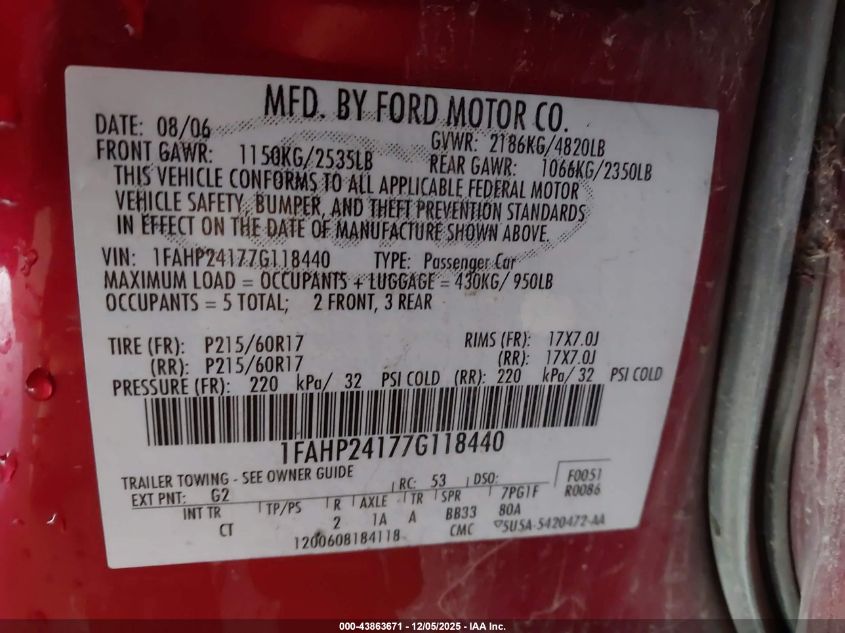 MFD. BY FORD MOTOR CO.
DATE: 08/06 GVWR: 2186KG/4820LB
FRONT GAWR: 1150KG/2535LB REAR GAWR: 1066KG/2350LB
THIS VEHICLE CONFORMS TO ALL APPLICABLE FEDERAL MOTOR
VEHICLE SAFETY, BUMPER, AND THEFT PREVENTION STANDARDS
IN EFFECT ON THE DATE OF MANUFACTURE SHOWN ABOVE.
VIN: 1FAHP24177G118440 TYPE: Passenger Car
MAXIMUM LOAD = OCCUPANTS + LUGGAGE = 430KG/ 950LB
OCCUPANTS = 5 TOTAL; 2 FRONT, 3 REAR
TIRE (FR): P215/60R17 RIMS (FR): 17X7.0J
(RR): P215/60R17 (RR): 17X7.0J
PRESSURE (FR): 220 kPa/ 32 PSI COLD (RR): 220 kPa/ 32 PSI COLD
1FAHP24177G118440
TRAILER TOWING - SEE OWNER GUIDE
EXT PNT: G2 RC: 53 DSO: F0051
INT TR TP/PS R AXLE TR SPR 7PG1F R0086
CT 2 1A A BB33 80A
1200608184118 CMC 5U5A-5420472-AA
000-43863671 - 12/05/2025 - IAA Inc.